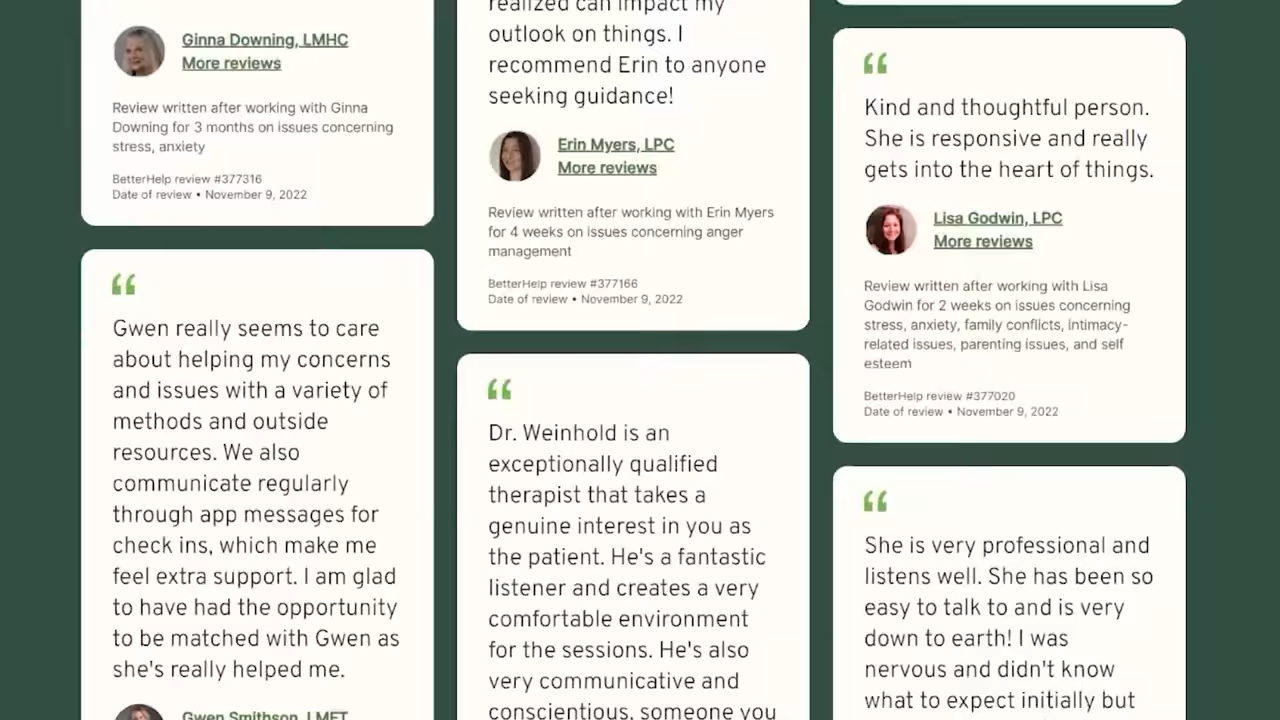 Ginna Downing, LMHC
More reviews
Review written after working with Ginna
Downing for 3 months on issues concerning
stress, anxiety
BetterHelp review #377316
Date of review • November 9, 2022
“
Gwen really seems to care
about helping my concerns
and issues with a variety of
methods and outside
resources. We also
communicate regularly
through app messages for
check ins, which make me
feel extra support. I am glad
to have had the opportunity
to be matched with Gwen as
she's really helped me.
Gwen Smithson, LMFT
realized can impact my
outlook on things. I
recommend Erin to anyone
seeking guidance!
Erin Myers, LPC
More reviews
Review written after working with Erin Myers
for 4 weeks on issues concerning anger
management
BetterHelp review #377166
Date of review • November 9, 2022
“
Dr. Weinhold is an
exceptionally qualified
therapist that takes a
genuine interest in you as
the patient. He's a fantastic
listener and creates a very
comfortable environment
for the sessions. He's also
very communicative and
conscientious, someone you
“
Kind and thoughtful person.
She is responsive and really
gets into the heart of things.
Lisa Godwin, LPC
More reviews
Review written after working with Lisa
Godwin for 2 weeks on issues concerning
stress, anxiety, family conflicts, intimacy-
related issues, parenting issues, and self
esteem
BetterHelp review #377020
Date of review • November 9, 2022
“
She is very professional and
listens well. She has been so
easy to talk to and is very
down to earth! I was
nervous and didn't know
what to expect initially but